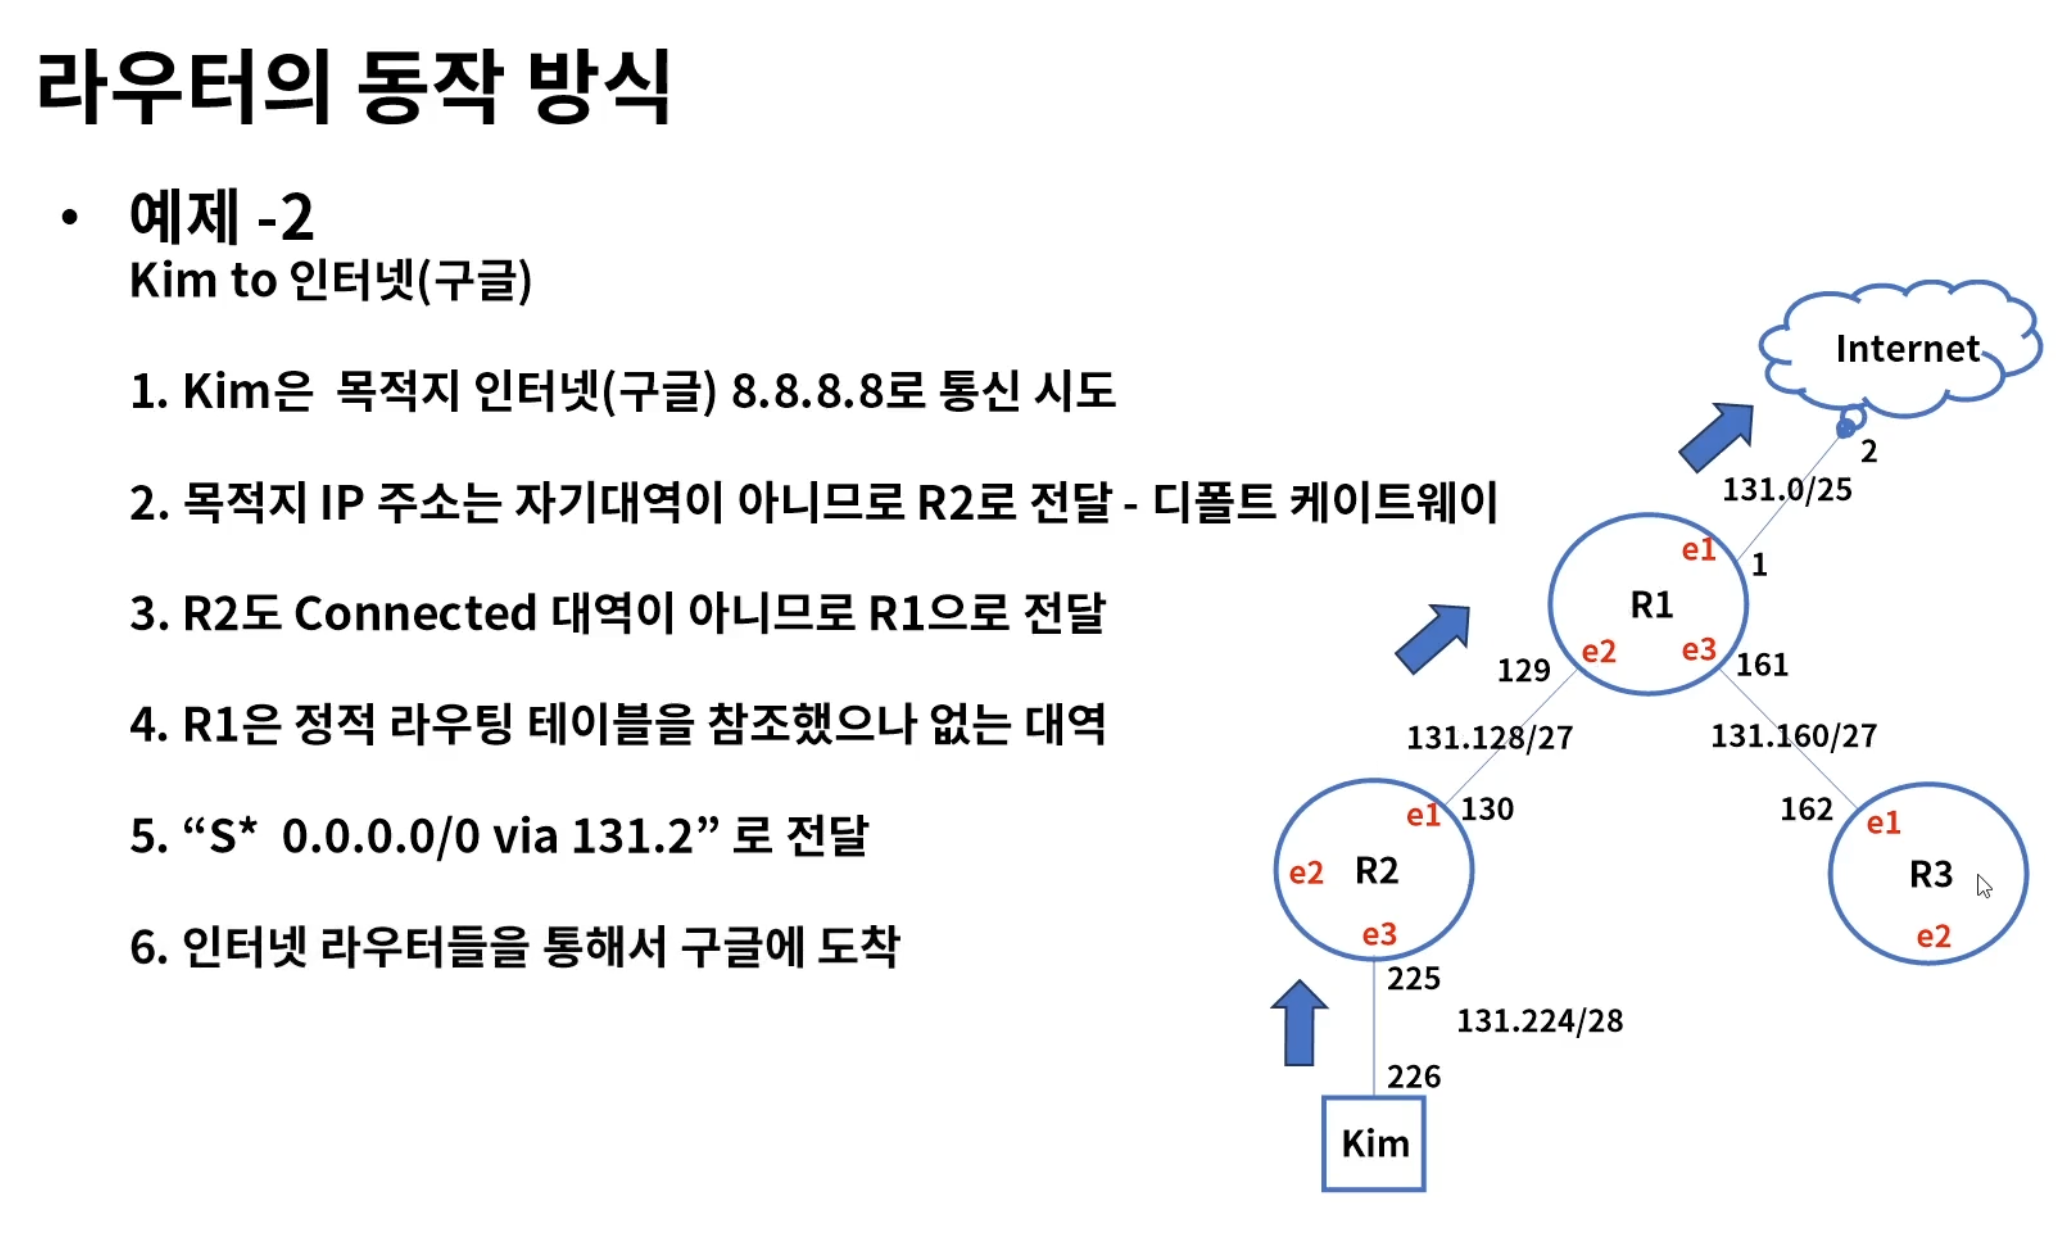 라우터의 동작 방식
• 예제 -2
Kim to 인터넷(구글)
1. Kim은 목적지 인터넷(구글) 8.8.8.8로 통신 시도
2. 목적지 IP 주소는 자기대역이 아니므로 R2로 전달 - 디폴트 케이트웨이
3. R2도 Connected 대역이 아니므로 R1으로 전달
4. R1은 정적 라우팅 테이블을 참조했으나 없는 대역
5. “S* 0.0.0.0/0 via 131.2” 로 전달
6. 인터넷 라우터들을 통해서 구글에 도착
Internet
2
131.0/25
e1
1
R1
e2
e3
129
161
131.128/27
131.160/27
e1
130
162
e1
e2
R2
R3
e3
e2
225
131.224/28
226
Kim